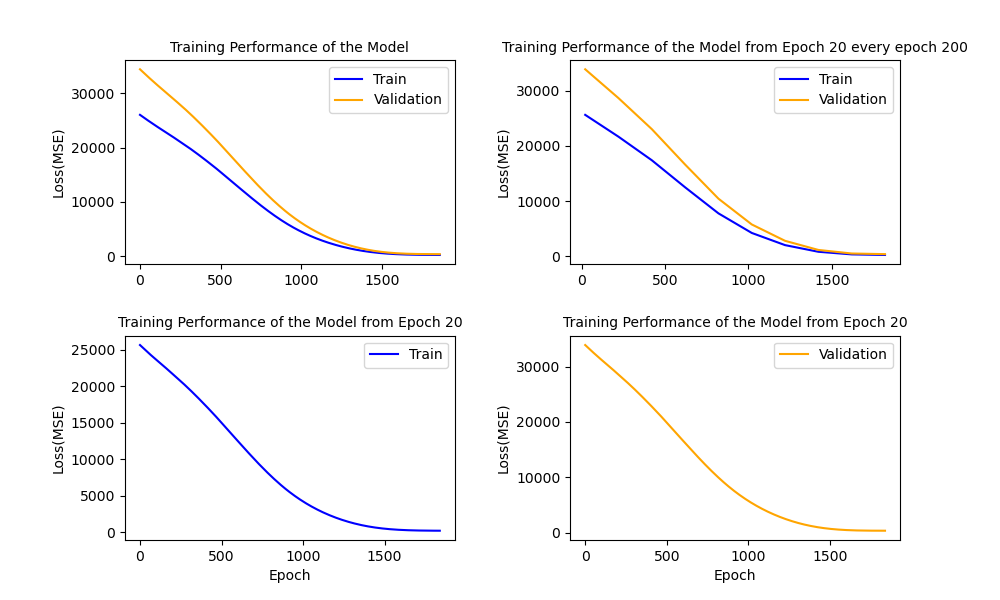 Training Performance of the Model
Loss(MSE)
30000
20000
10000
0
Train
Validation
0 500 1000 1500
Training Performance of the Model from Epoch 20 every epoch 200
Loss(MSE)
30000
20000
10000
0
Train
Validation
0 500 1000 1500
Training Performance of the Model from Epoch 20
Loss(MSE)
25000
20000
15000
10000
5000
0
Train
0 500 1000 1500
Epoch
Training Performance of the Model from Epoch 20
Loss(MSE)
30000
20000
10000
0
Validation
0 500 1000 1500
Epoch